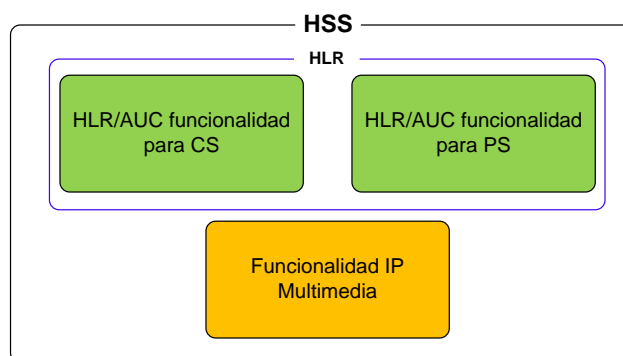 HSS
HLR
HLR/AUC funcionalidad
para CS
HLR/AUC funcionalidad
para PS
Funcionalidad IP
Multimedia